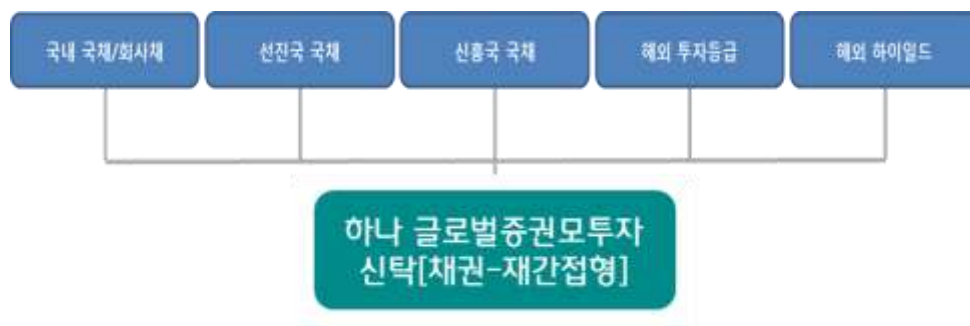 국내 국채/회사채
선진국 국채
신흥국 국채
해외 투자등급
해외 하이일드
하나 글로벌증권모투자
신탁[채권-재간접형]